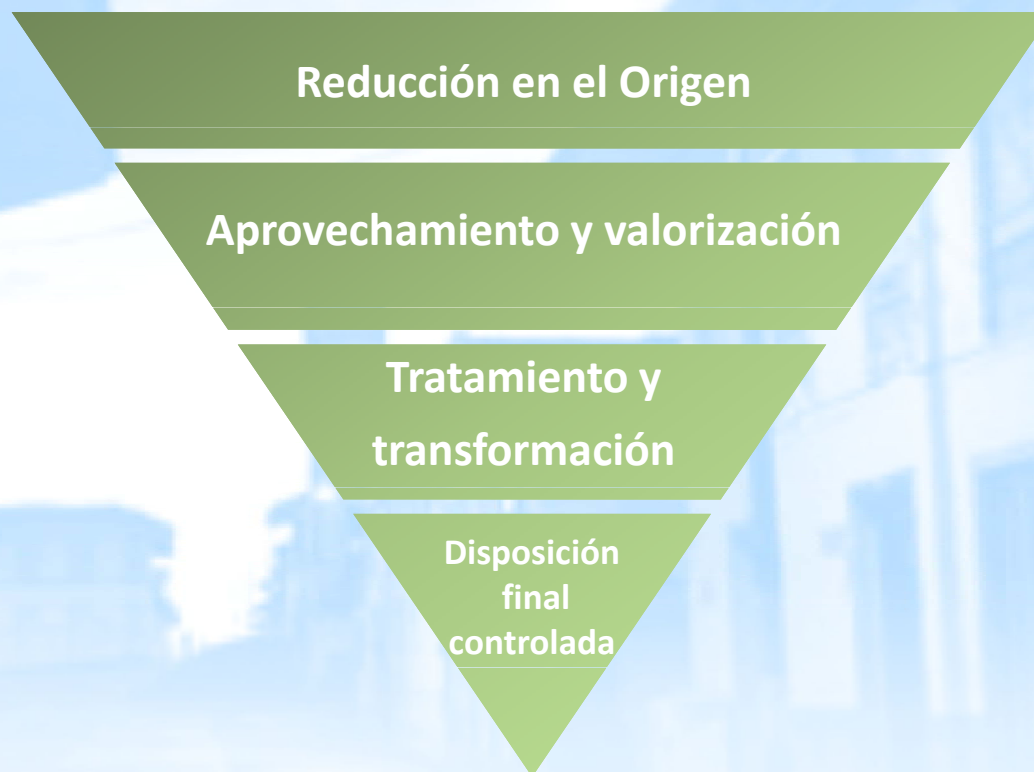 Reducción en el Origen
Aprovechamiento y valorización
Tratamiento y
transformación
Disposición
final
controlada